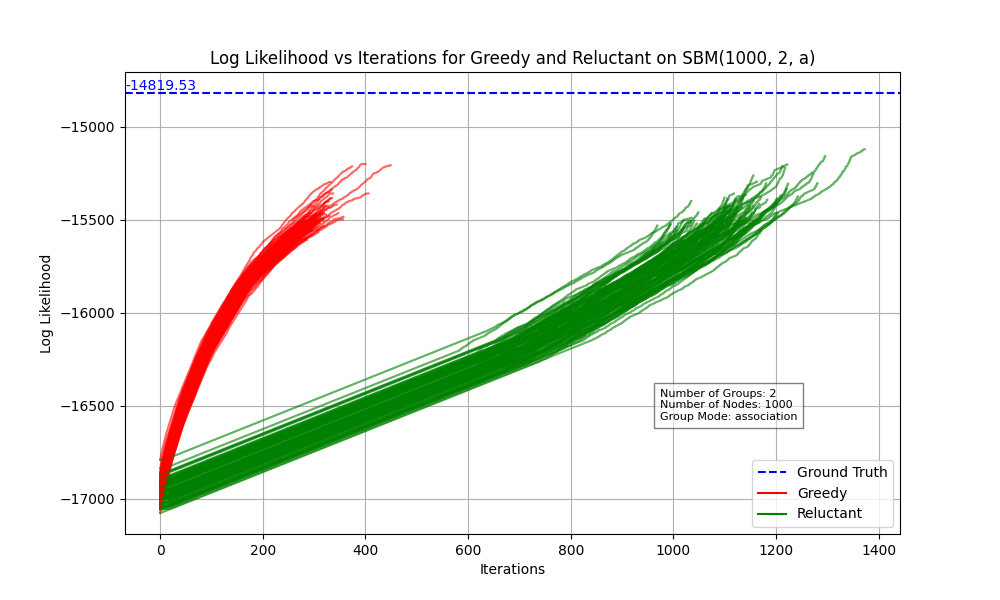 Log Likelihood vs Iterations for Greedy and Reluctant on SBM(1000, 2, a)
-14819.53
−15000
−15500
−16000
−16500
−17000
Log Likelihood
Number of Groups: 2
Number of Nodes: 1000
Group Mode: association
Ground Truth
Greedy
Reluctant
0 200 400 600 800 1000 1200 1400
Iterations